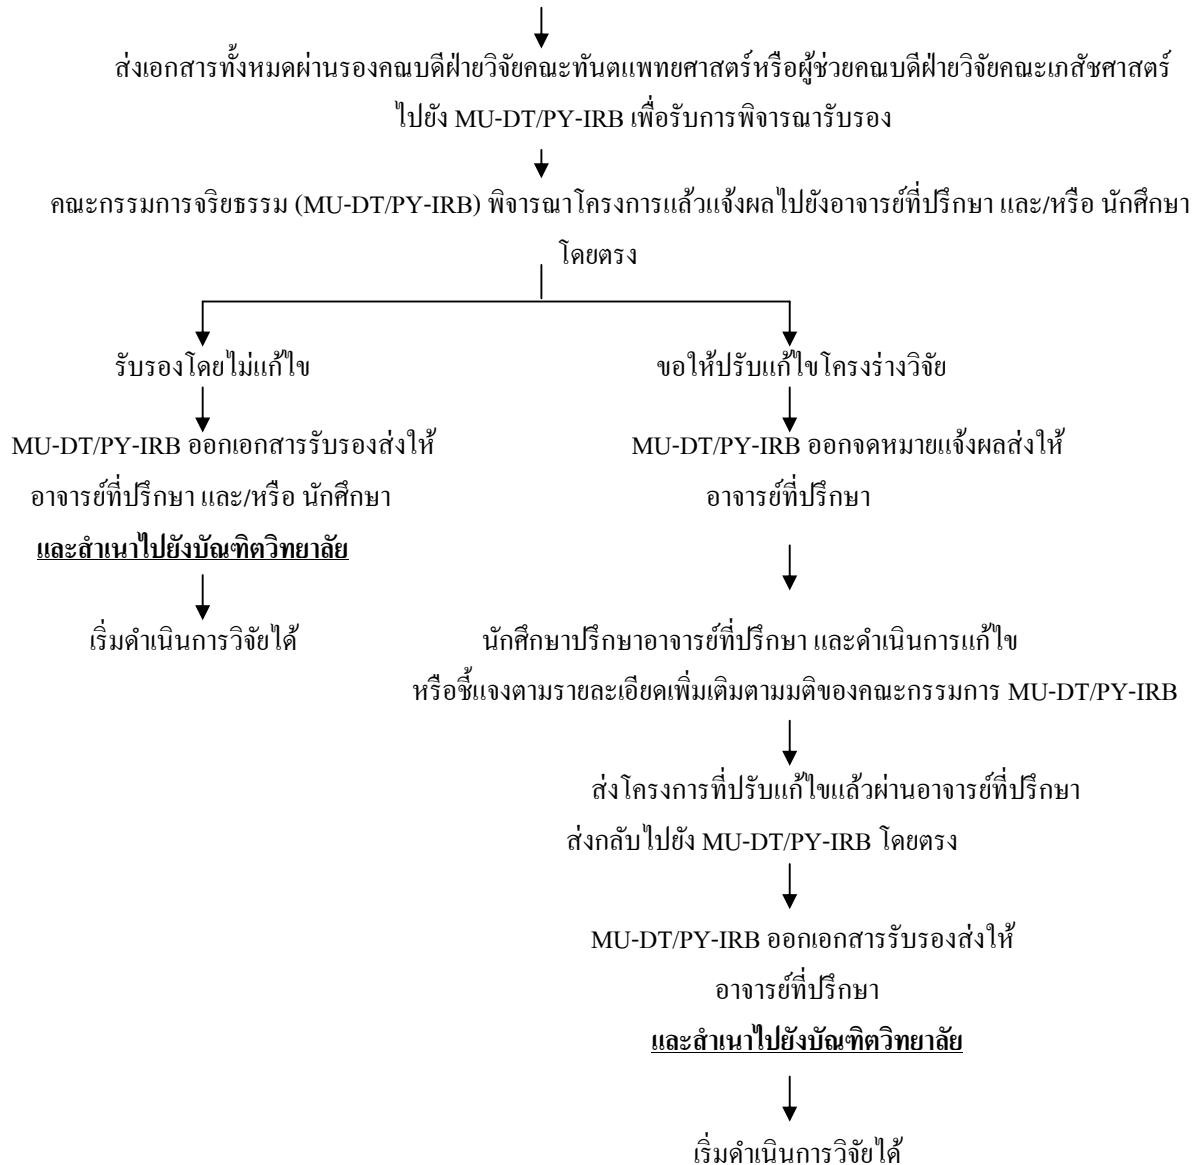 ส่งเอกสารทั้งหมดผ่านรองคณบดีฝ่ายวิจัยคณะทันตแพทยศาสตร์หรือผู้ช่วยคณบดีฝ่ายวิจัยคณะเภสัชศาสตร์
ไปยัง MU-DT/PY-IRB เพื่อรับการพิจารณารับรอง
คณะกรรมการจริยธรรม (MU-DT/PY-IRB) พิจารณาโครงการแล้วแจ้งผลไปยังอาจารย์ที่ปรึกษา และ/หรือ นักศึกษา
โดยตรง
รับรองโดยไม่แก้ไข
MU-DT/PY-IRB ออกเอกสารรับรองส่งให้
อาจารย์ที่ปรึกษา และ/หรือ นักศึกษา
และสำเนาไปยังบัณฑิตวิทยาลัย
เริ่มดำเนินการวิจัยได้
ขอให้ปรับแก้ไขโครงร่างวิจัย
MU-DT/PY-IRB ออกจดหมายแจ้งผลส่งให้
อาจารย์ที่ปรึกษา
นักศึกษาปรึกษาอาจารย์ที่ปรึกษา และดำเนินการแก้ไข
หรือชี้แจงตามรายละเอียดเพิ่มเติมตามมติของคณะกรรมการ MU-DT/PY-IRB
ส่งโครงการที่ปรับแก้ไขแล้วผ่านอาจารย์ที่ปรึกษา
ส่งกลับไปยัง MU-DT/PY-IRB โดยตรง
MU-DT/PY-IRB ออกเอกสารรับรองส่งให้
อาจารย์ที่ปรึกษา
และสำเนาไปยังบัณฑิตวิทยาลัย
เริ่มดำเนินการวิจัยได้